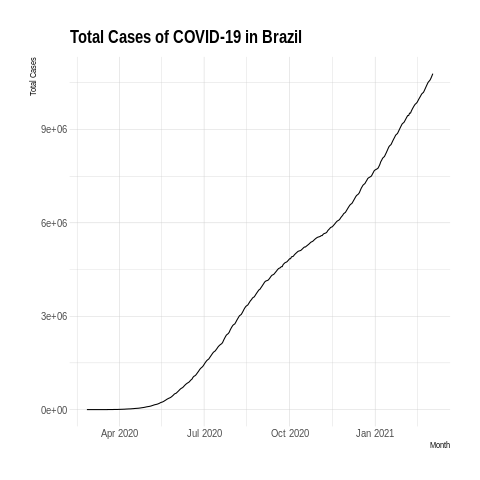 Total Cases of COVID-19 in Brazil
Total Cases
9e+06
6e+06
3e+06
0e+00
Apr 2020 Jul 2020 Oct 2020 Jan 2021
Month